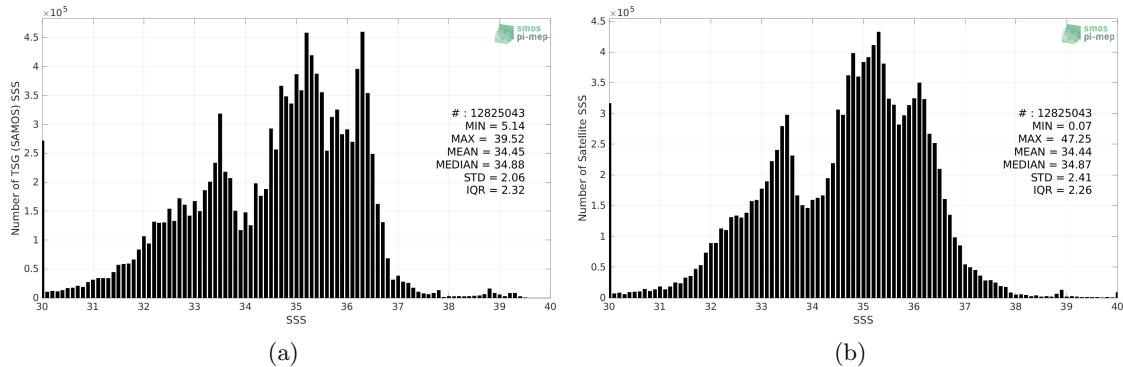 ×10⁵
smos
pi-mep
4.5
4
3.5
3
2.5
2
1.5
1
0.5
0
Number of TSG (SAMOS) SSS
# : 12825043
MIN = 5.14
MAX = 39.52
MEAN = 34.45
MEDIAN = 34.88
STD = 2.06
IQR = 2.32
30 31 32 33 34 35 36 37 38 39 40
SSS
(a)
×10⁵
smos
pi-mep
4.5
4
3.5
3
2.5
2
1.5
1
0.5
0
Number of Satellite SSS
# : 12825043
MIN = 0.07
MAX = 47.25
MEAN = 34.44
MEDIAN = 34.87
STD = 2.41
IQR = 2.26
30 31 32 33 34 35 36 37 38 39 40
SSS
(b)